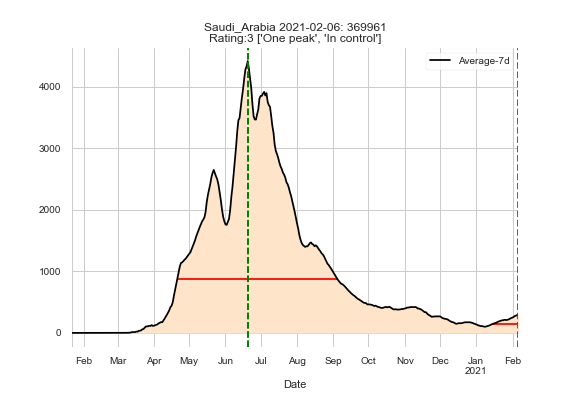 Saudi_Arabia 2021-02-06: 369961
Rating:3 ['One peak', 'In control']
Average-7d
4000
3000
2000
1000
0
Feb Mar Apr May Jun Jul Aug Sep Oct Nov Dec Jan Feb
2021
Date